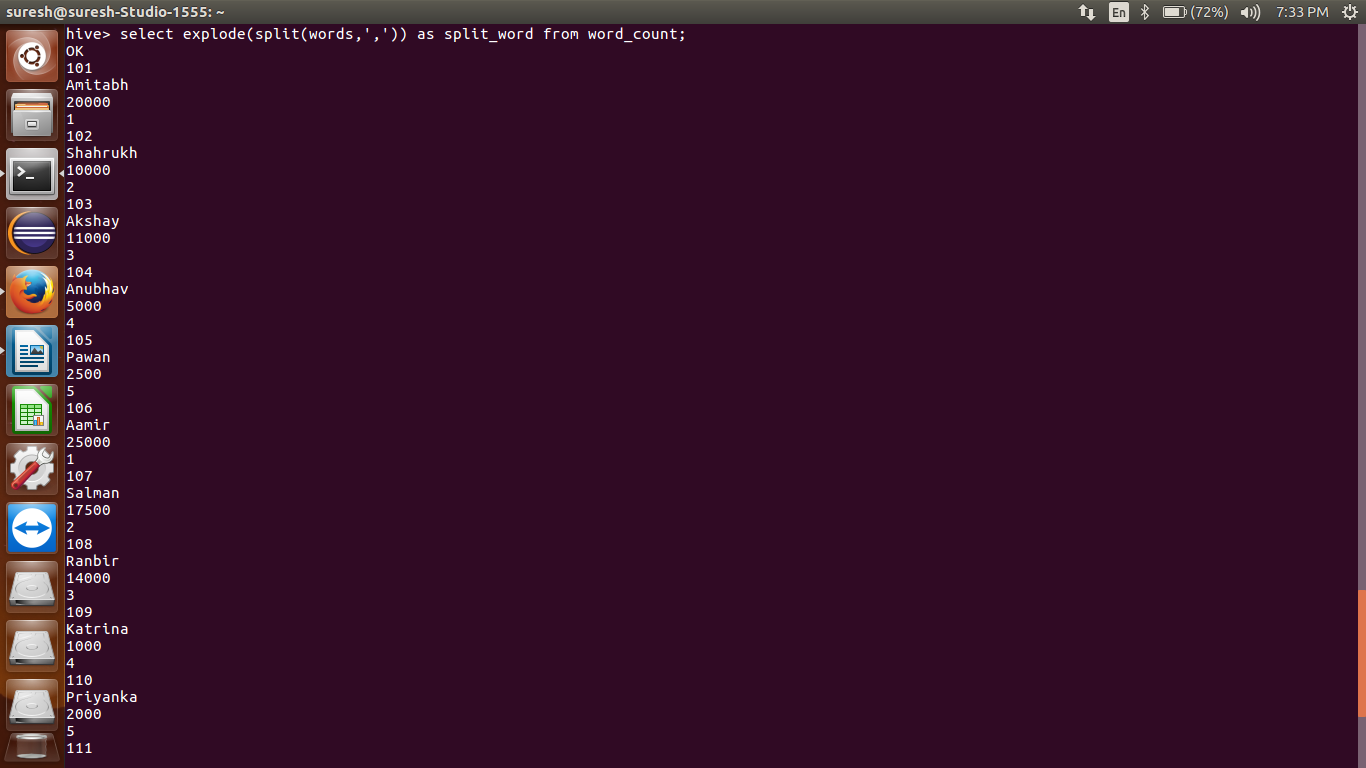 suresh@suresh-Studio-1555: ~
En
(72%)
7:33 PM
hive> select explode(split(words,',')) as split_word from word_count;
OK
101
Amitabh
20000
1
102
Shahrukh
10000
2
103
Akshay
11000
3
104
Anubhav
5000
4
105
Pawan
2500
5
106
Aamir
25000
1
107
Salman
17500
2
108
Ranbir
14000
3
109
Katrina
1000
4
110
Priyanka
2000
5
111